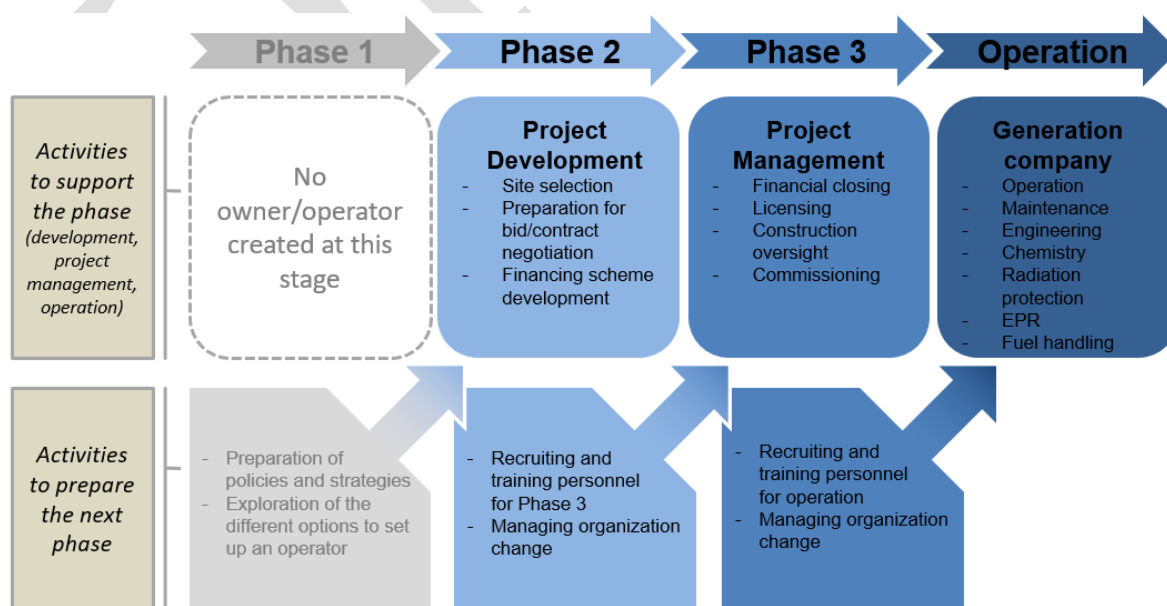 Phase 1
Phase 2
Phase 3
Operation
Activities
to support
the phase
(development,
project
management,
operation)
No
owner/operator
created at this
stage
Project
Development
- Site selection
- Preparation for
bid/contract
negotiation
- Financing scheme
development
Project
Management
- Financial closing
- Licensing
- Construction
oversight
- Commissioning
Generation
company
- Operation
- Maintenance
- Engineering
- Chemistry
- Radiation
protection
- EPR
- Fuel handling
Activities
to prepare
the next
phase
- Preparation of
policies and strategies
- Exploration of the
different options to set
up an operator
- Recruiting and
training personnel
for Phase 3
- Managing organization
change
- Recruiting and
training personnel
for operation
- Managing organization
change